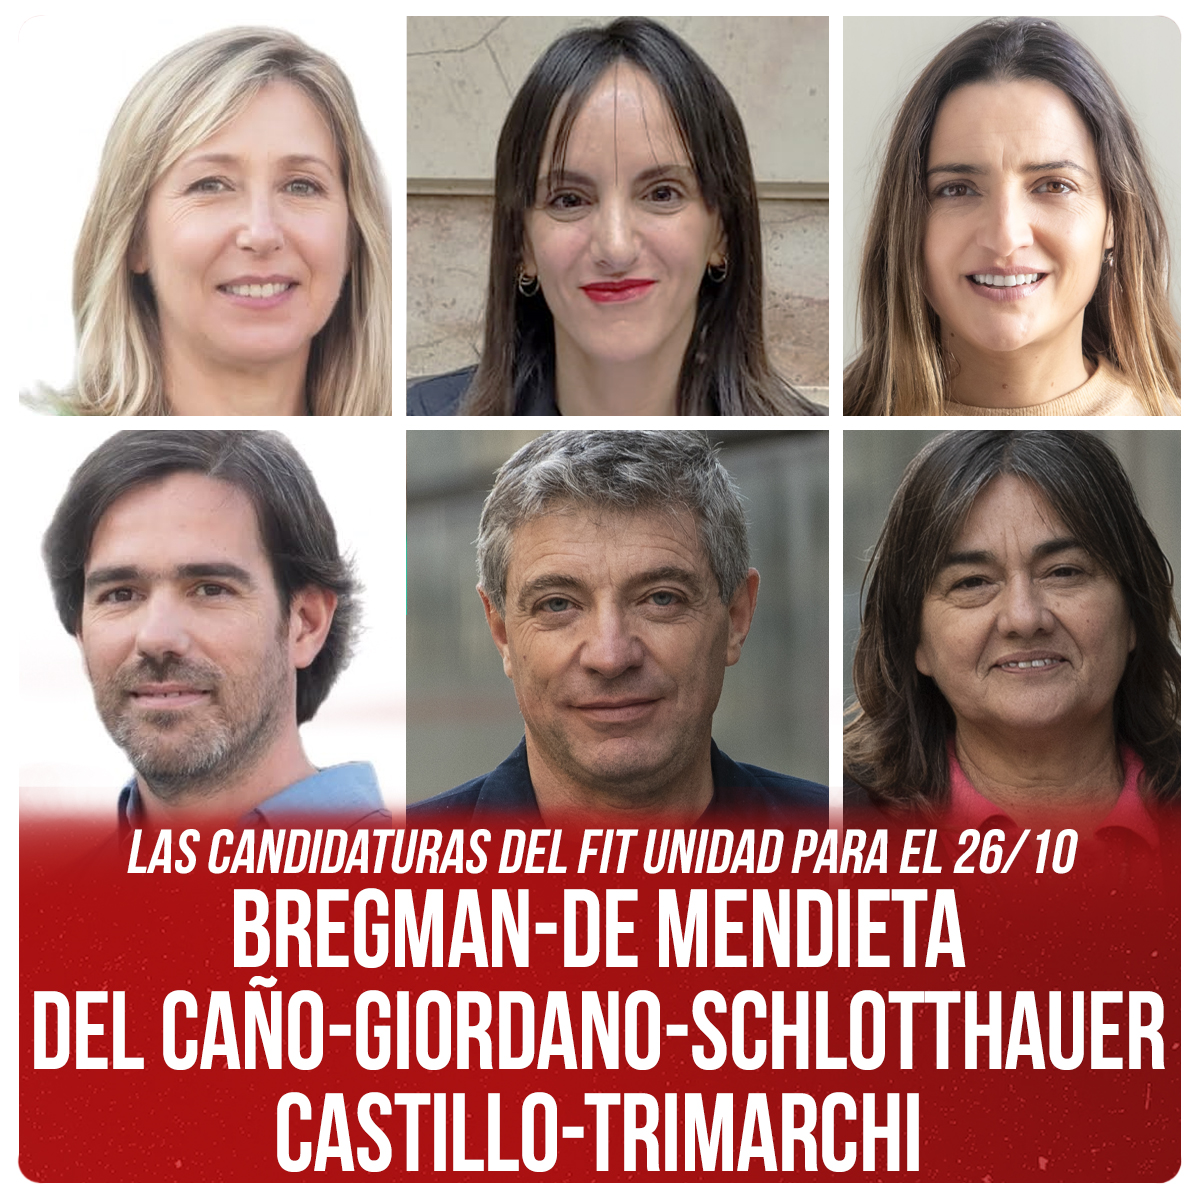 LAS CANDIDATURAS DEL FIT UNIDAD PARA EL 26/10
BREGMAN-DE MENDIETA
DEL CAÑO-GIORDANO-SCHLOTTHAUER
CASTILLO-TRIMARCHI